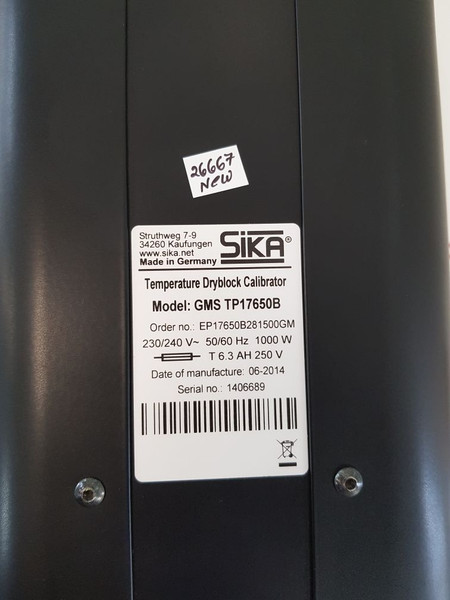 26667
NEW
Struthweg 7-9
34260 Kaufungen
www.sika.net
Made in Germany
SIKA®
Temperature Dryblock Calibrator
Model: GMS TP17650B
Order no.: EP17650B281500GM
230/240 V~ 50/60 Hz 1000 W
T 6.3 AH 250 V
Date of manufacture: 06-2014
Serial no.: 1406689